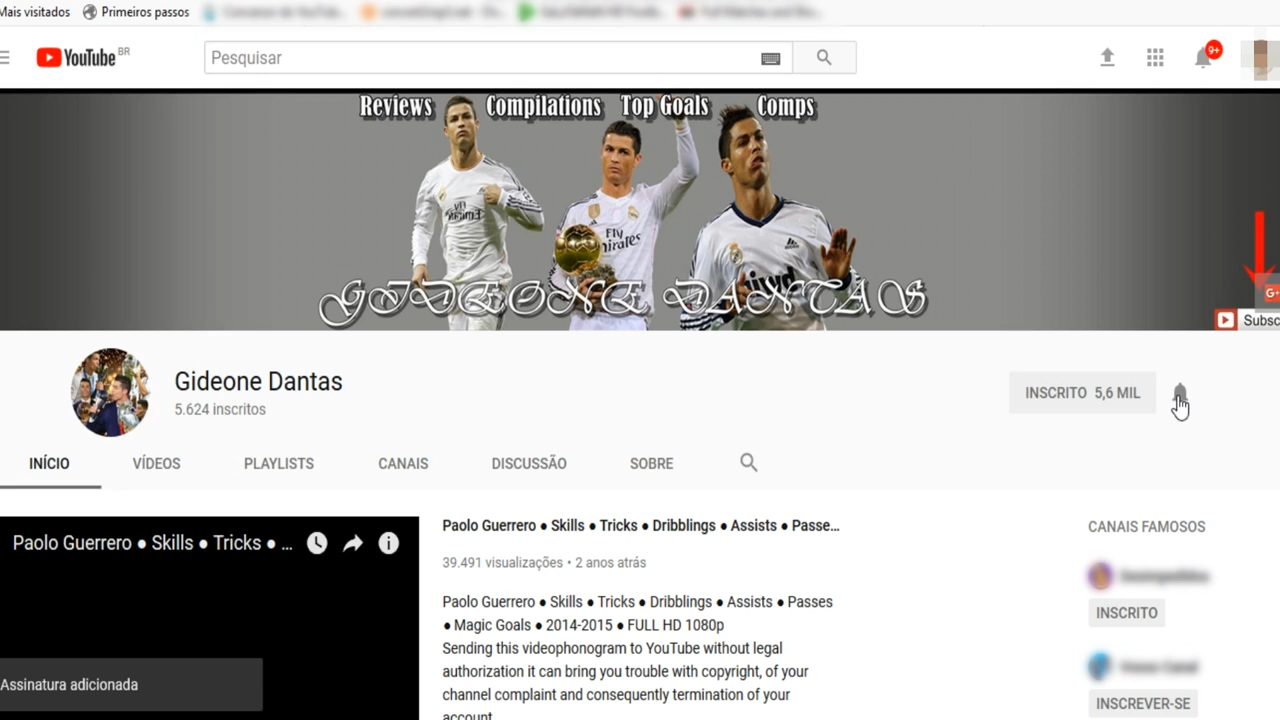 Mais visitados Primeiros passos
YouTube BR
Pesquisar
9+
Reviews Compilations Top Goals Comps
Fly
Emirates
GIDEONE DANTAS
G+
Subsc
Gideone Dantas
5.624 inscritos
INSCRITO 5,6 MIL
INÍCIO VÍDEOS PLAYLISTS CANAIS DISCUSSÃO SOBRE
Paolo Guerrero ● Skills ● Tricks ● ...
Paolo Guerrero ● Skills ● Tricks ● Dribblings ● Assists ● Passe...
39.491 visualizações • 2 anos atrás
Paolo Guerrero ● Skills ● Tricks ● Dribblings ● Assists ● Passes
● Magic Goals ● 2014-2015 ● FULL HD 1080p
Sending this videophonogram to YouTube without legal
authorization it can bring you trouble with copyright, of your
channel complaint and consequently termination of your
account
CANAIS FAMOSOS
INSCRITO
INSCREVER-SE
Assinatura adicionada